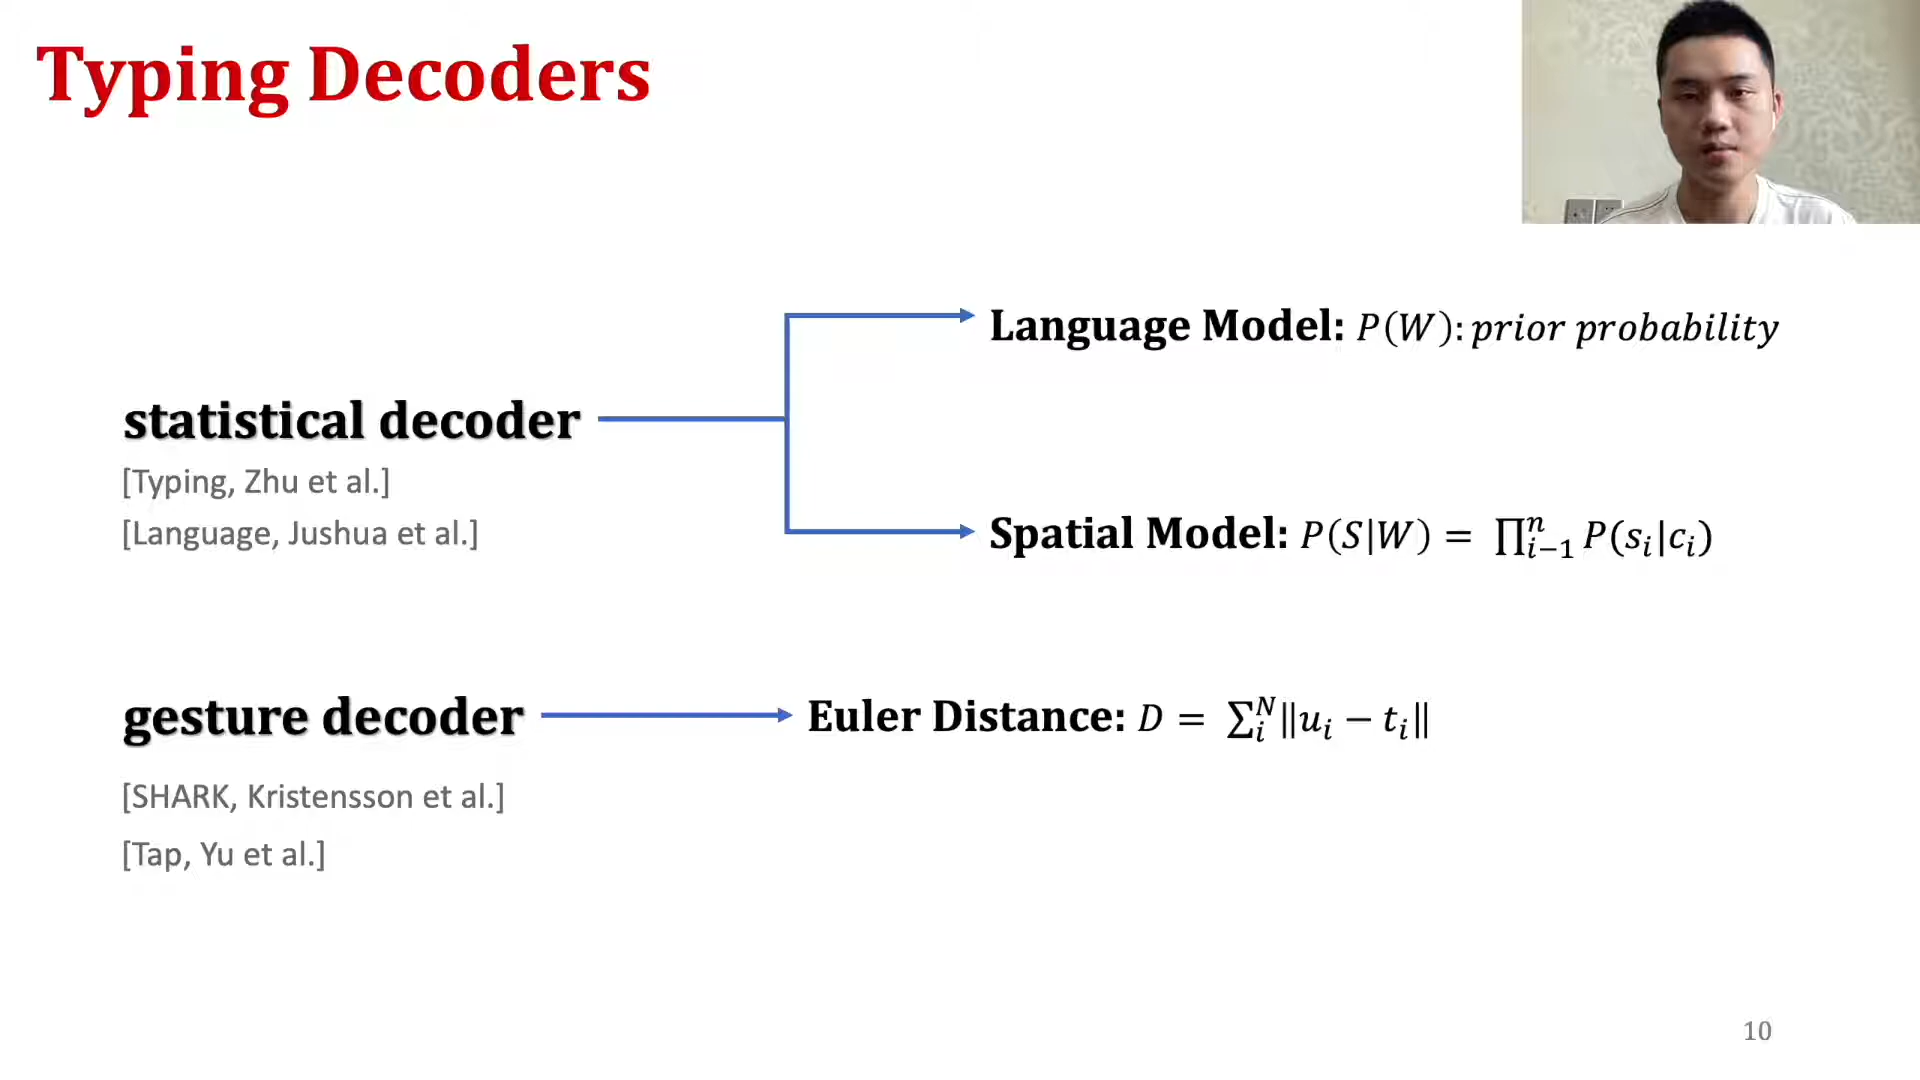 Typing Decoders
Language Model: P(W): prior probability
statistical decoder
[Typing, Zhu et al.]
[Language, Jushua et al.]
Spatial Model: P(S|W) = ∏ⁿᵢ₋₁ P(sᵢ|cᵢ)
gesture decoder
Euler Distance: D = ∑ᴺᵢ‖uᵢ − tᵢ‖
[SHARK, Kristensson et al.]
[Tap, Yu et al.]
10